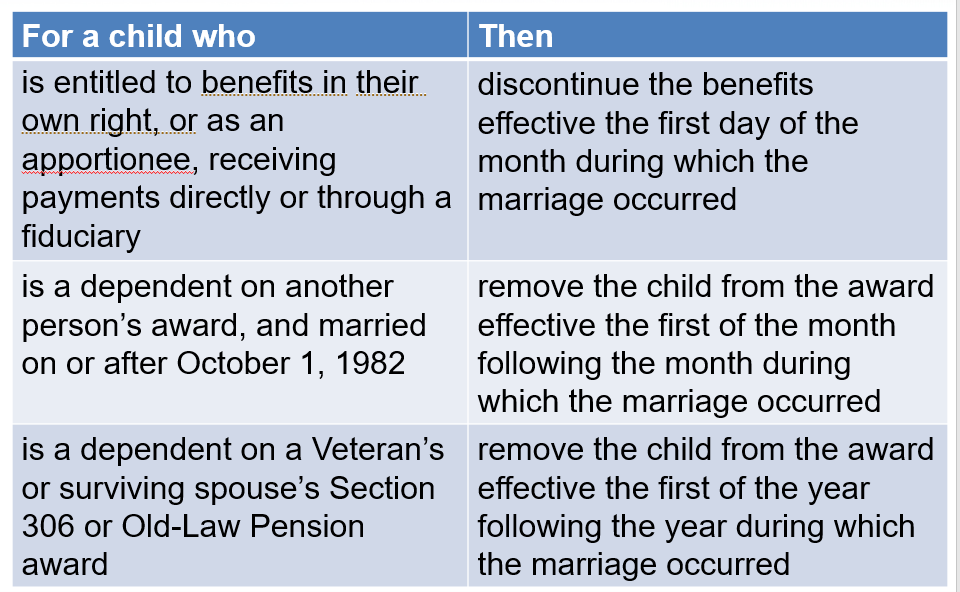 For a child who
Then
is entitled to benefits in their
own right, or as an
apportionee, receiving
payments directly or through a
fiduciary
discontinue the benefits
effective the first day of the
month during which the
marriage occurred
is a dependent on another
person’s award, and married
on or after October 1, 1982
remove the child from the award
effective the first of the month
following the month during
which the marriage occurred
is a dependent on a Veteran’s
or surviving spouse’s Section
306 or Old-Law Pension
award
remove the child from the award
effective the first of the year
following the year during which
the marriage occurred